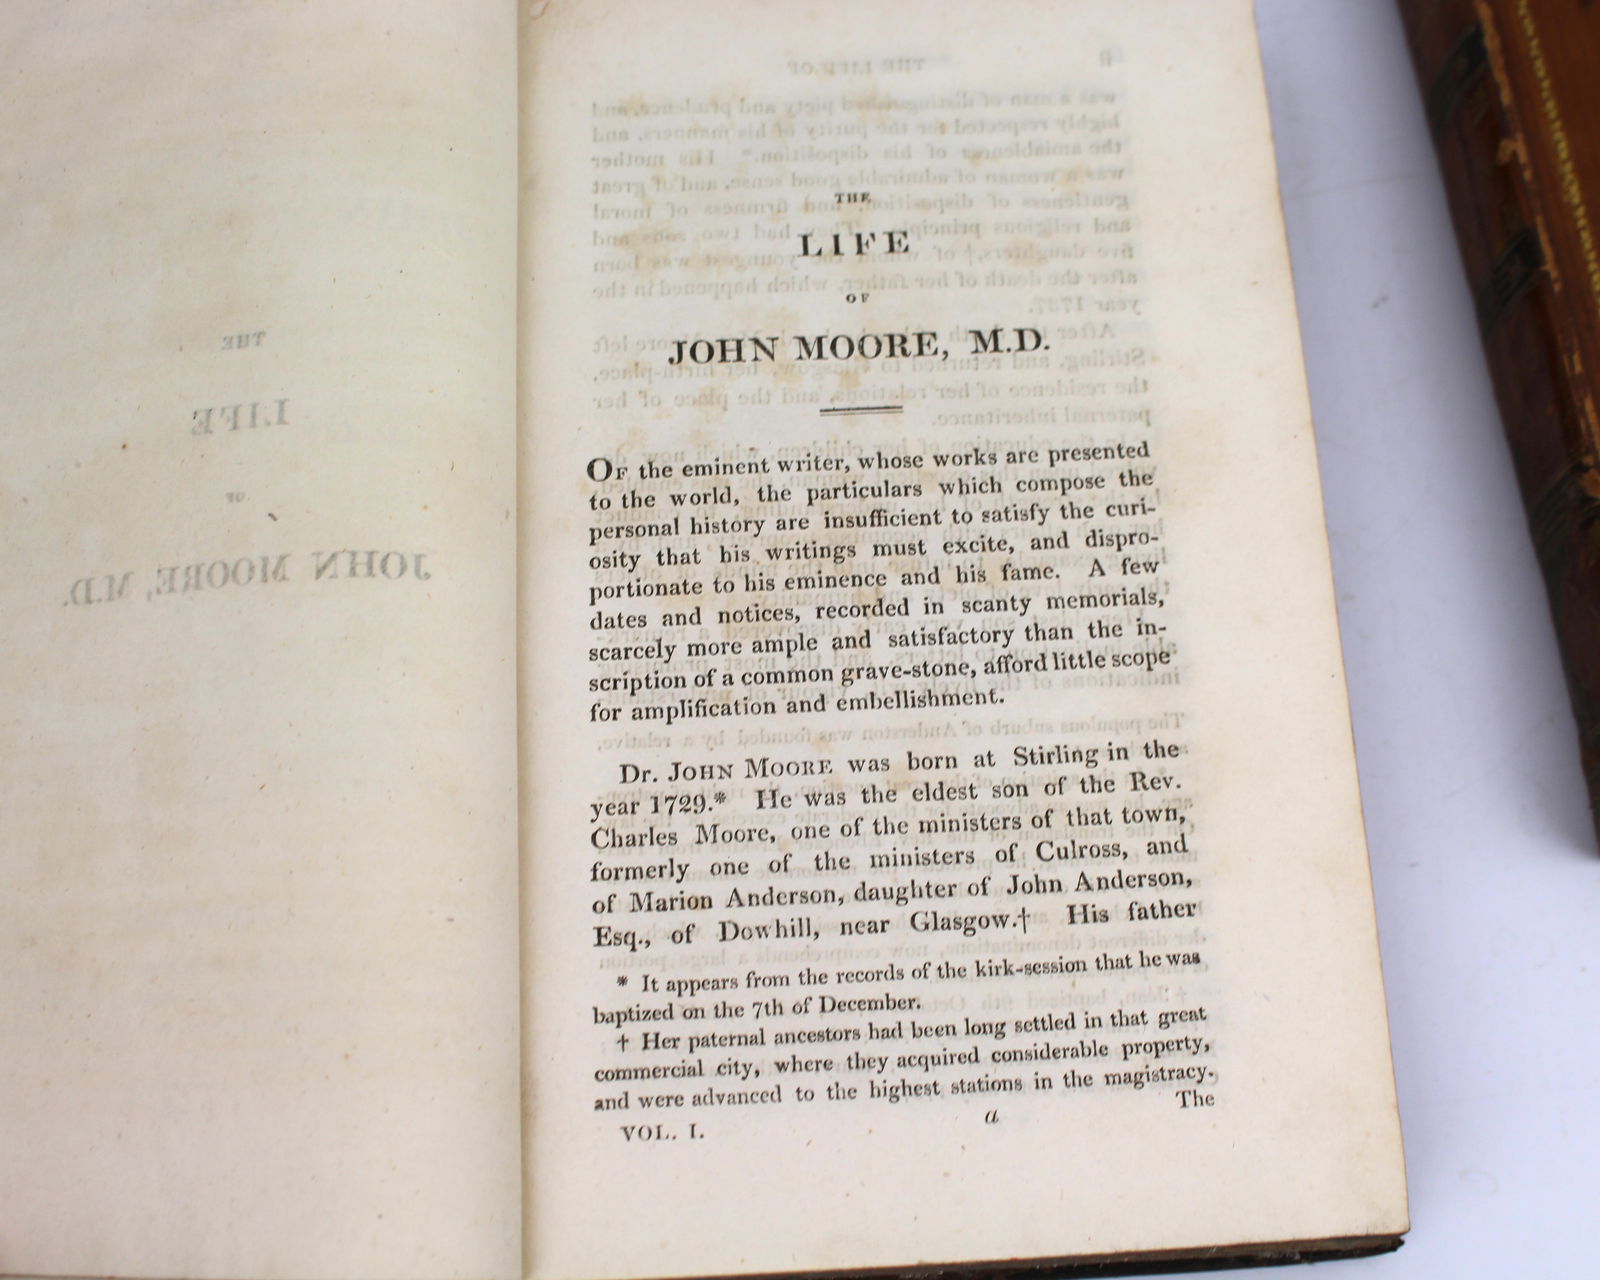 THE
LIFE
OF
JOHN MOORE, M.D.
THE
LIFE
OF
JOHN MOORE, M.D.
OF the eminent writer, whose works are presented
to the world, the particulars which compose the
personal history are insufficient to satisfy the curi-
osity that his writings must excite, and dispro-
portionate to his eminence and his fame. A few
dates and notices, recorded in scanty memorials,
scarcely more ample and satisfactory than the in-
scription of a common grave-stone, afford little scope
for amplification and embellishment.
Dr. JOHN MOORE was born at Stirling in the
year 1729.* He was the eldest son of the Rev.
Charles Moore, one of the ministers of that town,
formerly one of the ministers of Culross, and
of Marion Anderson, daughter of John Anderson,
Esq., of Dowhill, near Glasgow.† His father
* It appears from the records of the kirk-session that he was
baptized on the 7th of December.
† Her paternal ancestors had been long settled in that great
commercial city, where they acquired considerable property,
and were advanced to the highest stations in the magistracy.
VOL. I. a The